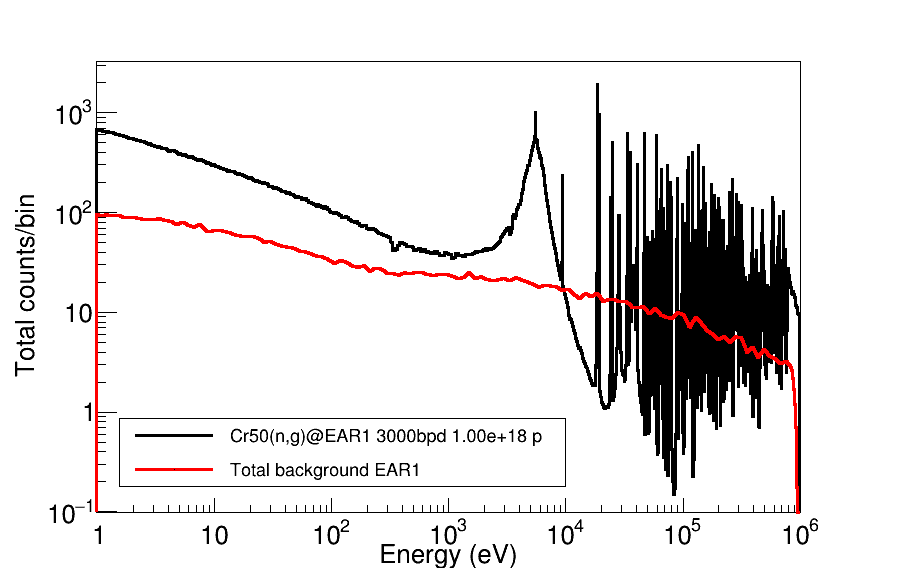 Total counts/bin
10³
10²
10
1
10⁻¹
Cr50(n,g)@EAR1 3000bpd 1.00e+18 p
Total background EAR1
1 10 10² 10³ 10⁴ 10⁵ 10⁶
Energy (eV)